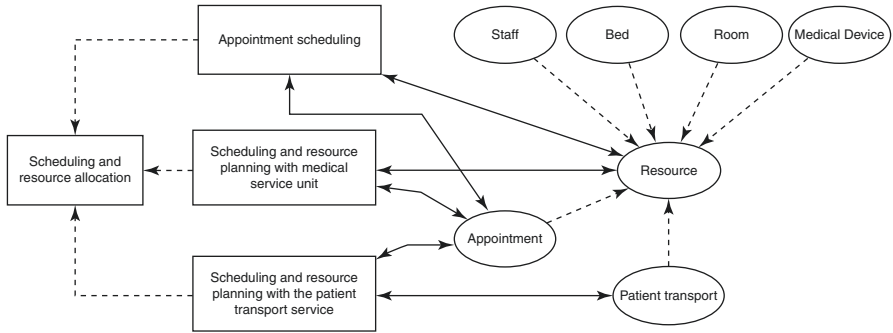 Appointment scheduling
Staff
Bed
Room
Medical Device
Scheduling and
resource allocation
Scheduling and resource
planning with medical
service unit
Resource
Appointment
Scheduling and resource
planning with the patient
transport service
Patient transport